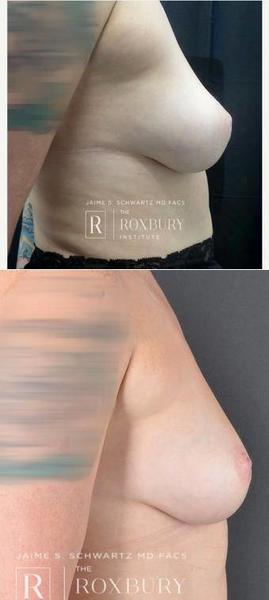 JAIME S. SCHWARTZ MD FACS
R
THE
ROXBURY
INSTITUTE
JAIME S. SCHWARTZ MD FACS
THE
R
ROXBURY